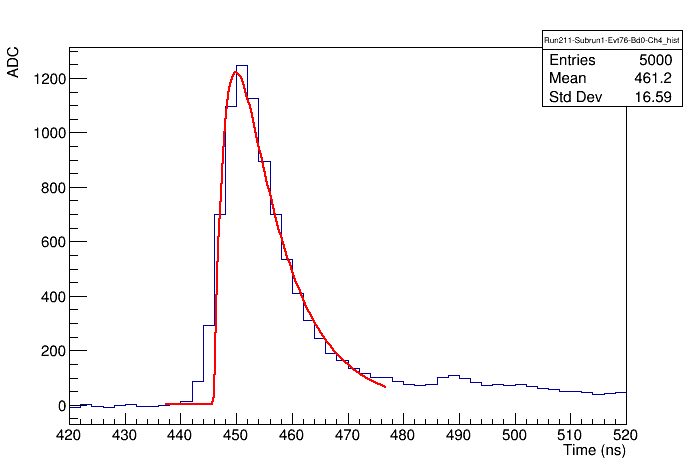 Run211-Subrun1-Evt76-Bd0-Ch4_hist
Entries 5000
Mean 461.2
Std Dev 16.59
ADC
1200
1000
800
600
400
200
0
420 430 440 450 460 470 480 490 500 510 520
Time (ns)